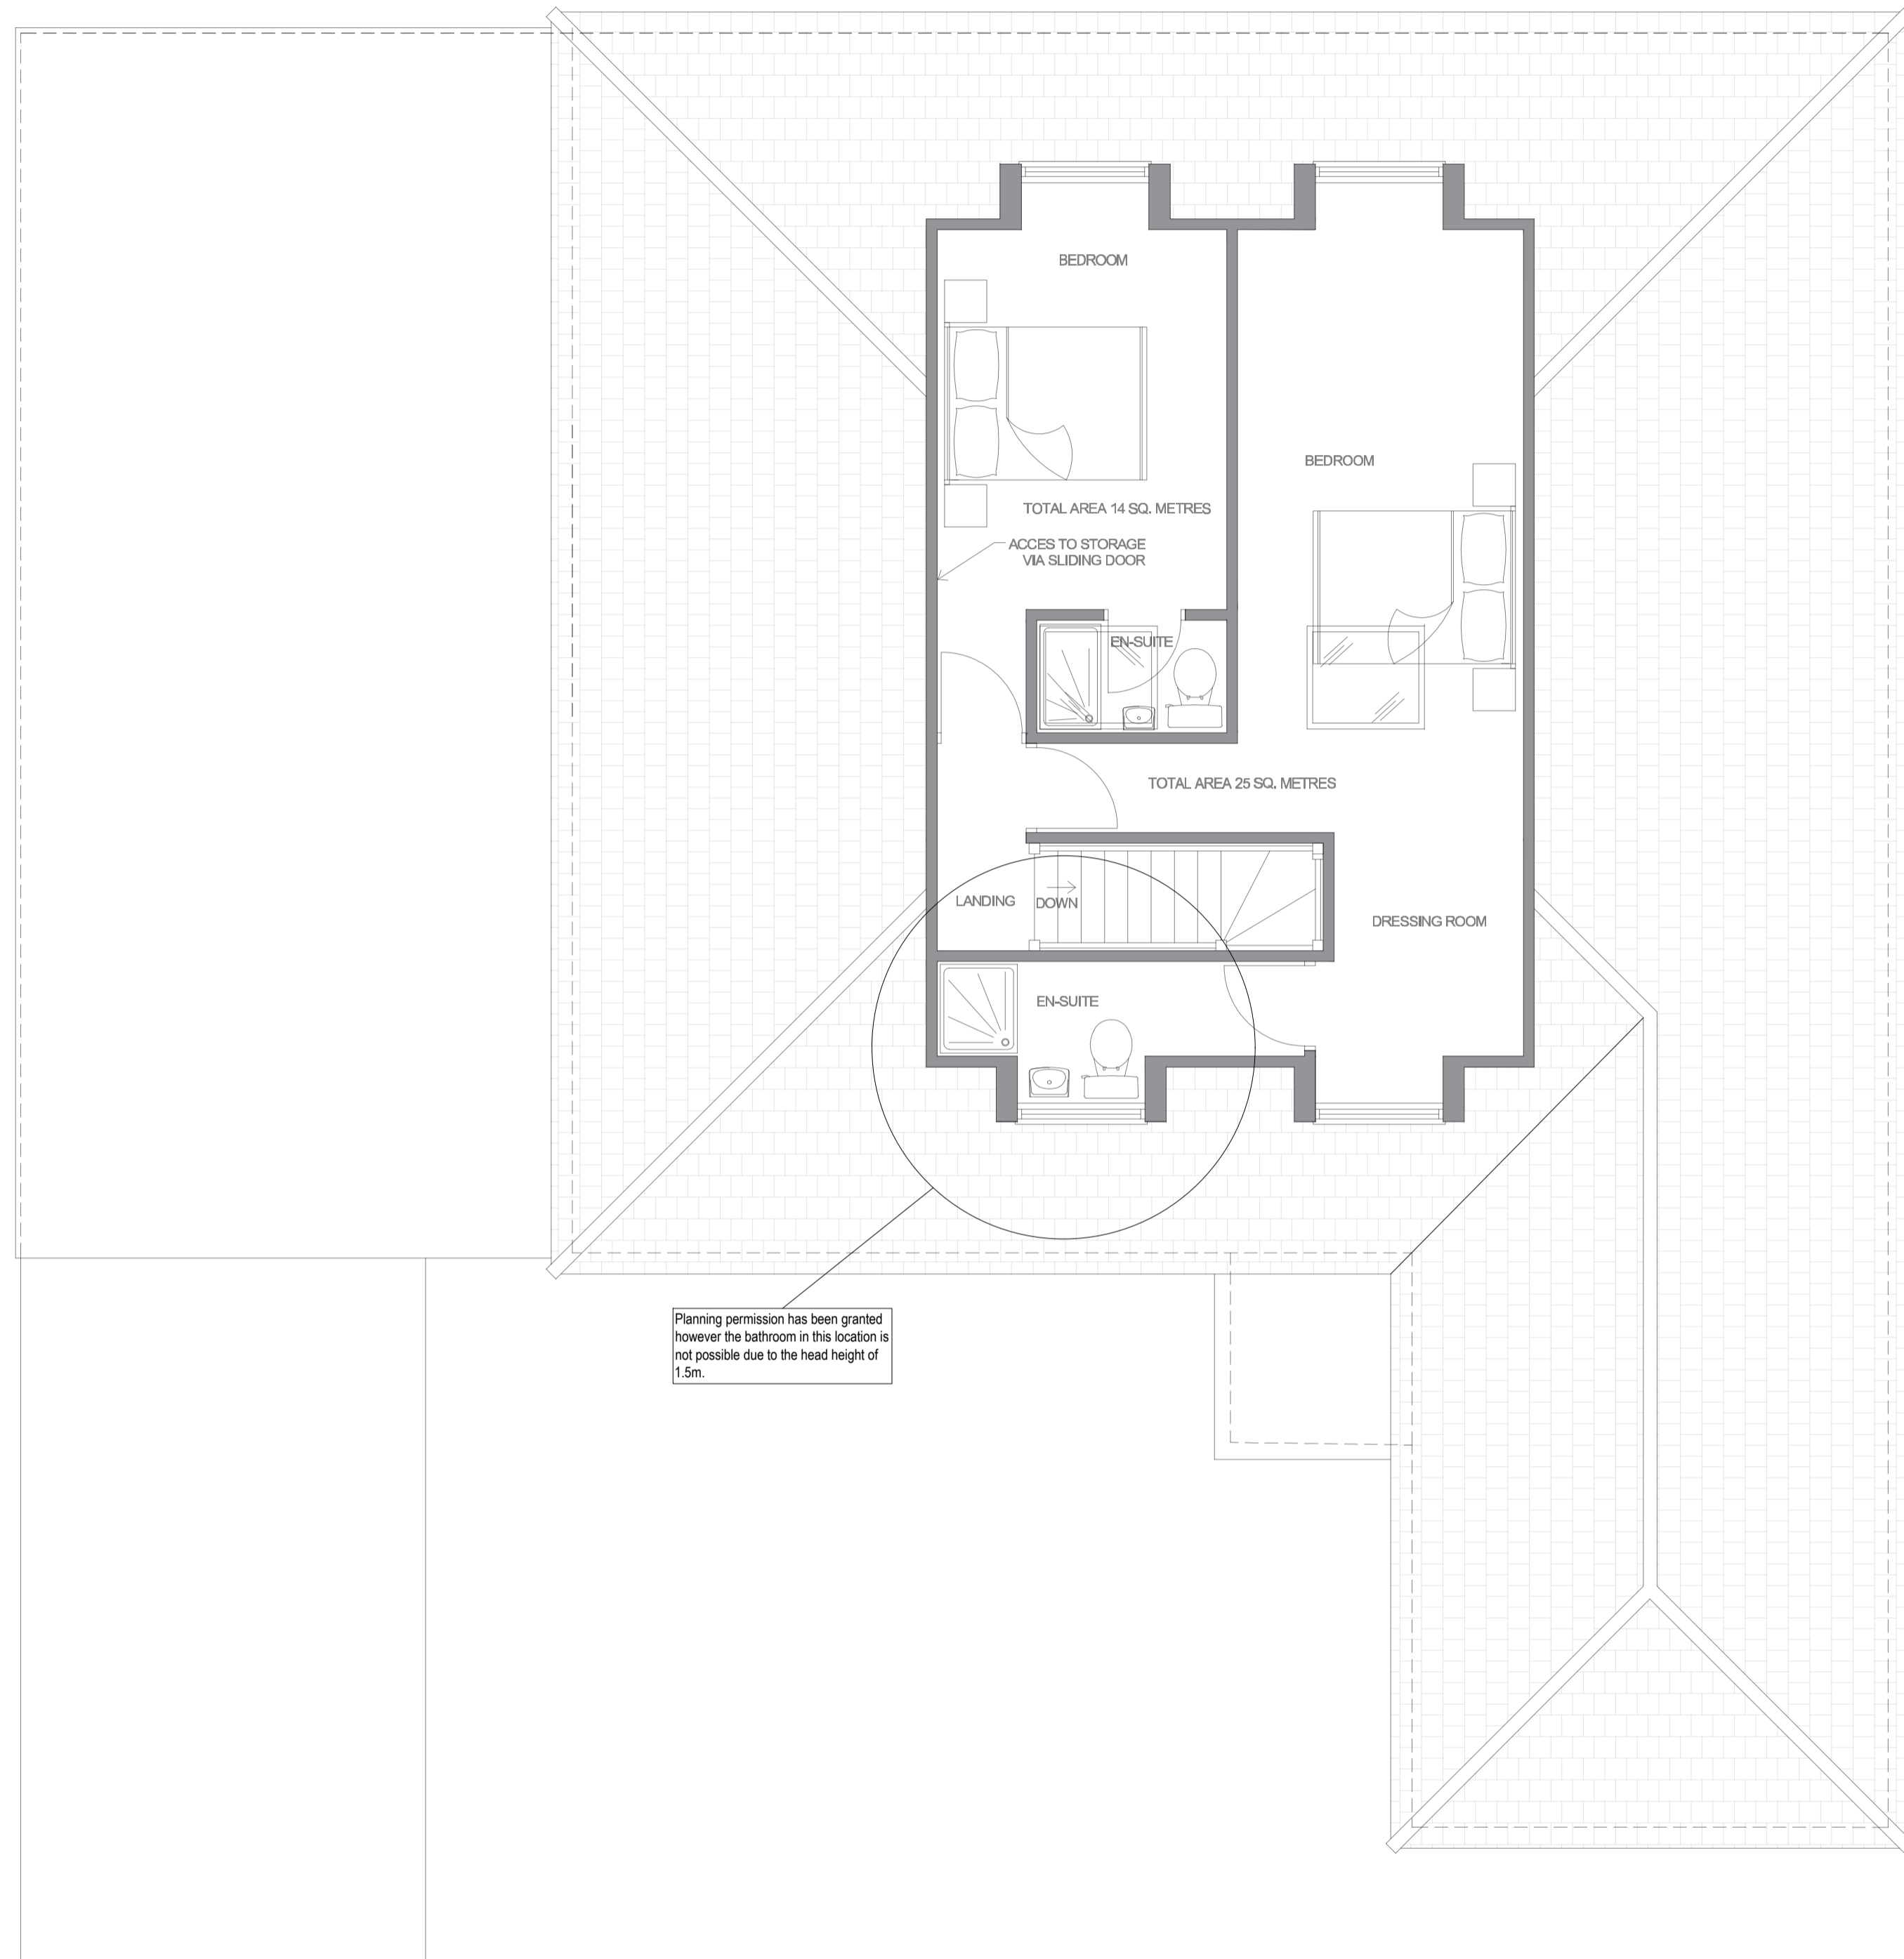 BEDROOM
BEDROOM
TOTAL AREA 14 SQ. METRES
ACCES TO STORAGE
VIA SLIDING DOOR
EN-SUITE
TOTAL AREA 25 SQ. METRES
LANDING
DOWN
DRESSING ROOM
EN-SUITE
Planning permission has been granted
however the bathroom in this location is
not possible due to the head height of
1.5m.